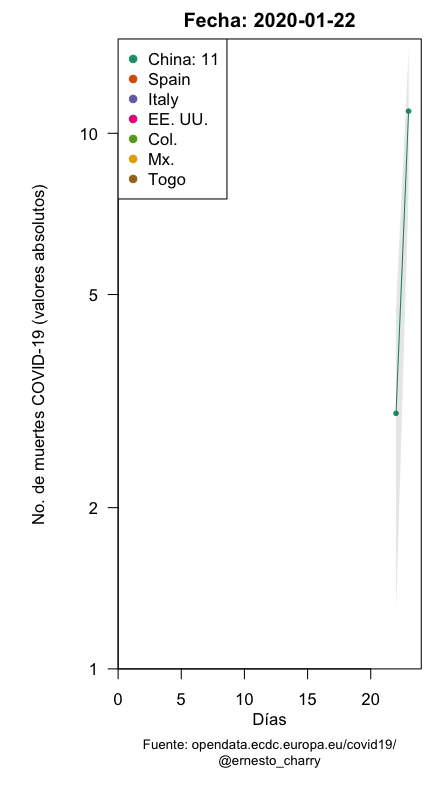 Fecha: 2020-01-22
China: 11
Spain
Italy
EE. UU.
Col.
Mx.
Togo
No. de muertes COVID-19 (valores absolutos)
10
5
2
1
0 5 10 15 20
Días
Fuente: opendata.ecdc.europa.eu/covid19/
@ernesto_charry